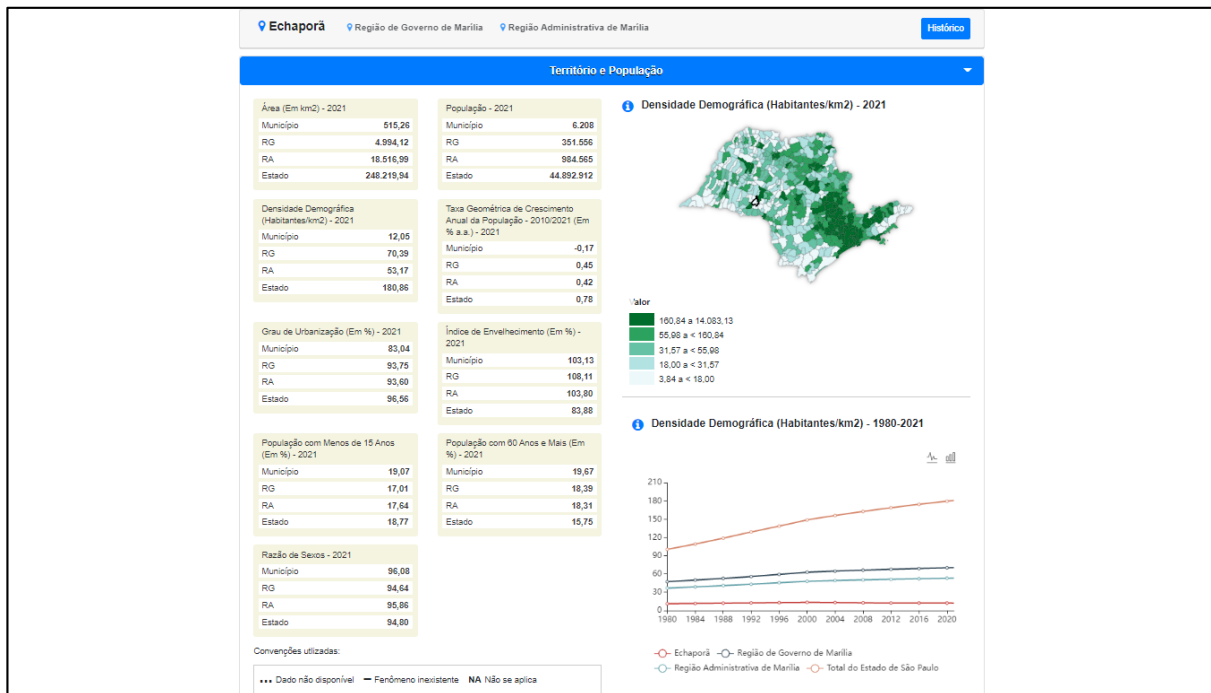 Echaporã Região de Governo de Marilia Região Administrativa de Marilia Histórico
Território e População
Área (Em km2) - 2021
Município 515,26
RG 4.994,12
RA 18.516,99
Estado 248.219,94
População - 2021
Município 6.208
RG 351.556
RA 984.565
Estado 44.892.912
Densidade Demográfica
(Habitantes/km2) - 2021
Município 12,05
RG 70,39
RA 53,17
Estado 180,86
Taxa Geométrica de Crescimento
Anual da População - 2010/2021 (Em
% a.a.) - 2021
Município -0,17
RG 0,45
RA 0,42
Estado 0,78
Grau de Urbanização (Em %) - 2021
Município 83,04
RG 93,75
RA 93,60
Estado 96,56
Índice de Envelhecimento (Em %) -
2021
Município 103,13
RG 108,11
RA 103,80
Estado 83,88
População com Menos de 15 Anos
(Em %) - 2021
Município 19,07
RG 17,01
RA 17,64
Estado 18,77
População com 60 Anos e Mais (Em
%) - 2021
Município 19,67
RG 18,39
RA 18,31
Estado 15,75
Razão de Sexos - 2021
Município 96,08
RG 94,64
RA 95,86
Estado 94,80
Convenções utlizadas:
... Dado não disponível — Fenômeno inexistente NA Não se aplica
Densidade Demográfica (Habitantes/km2) - 2021
Valor
160,84 a 14.083,13
55,98 a < 160,84
31,57 a < 55,98
18,00 a < 31,57
3,84 a < 18,00
Densidade Demográfica (Habitantes/km2) - 1980-2021
210
180
150
120
90
60
30
0
1980 1984 1988 1992 1996 2000 2004 2008 2012 2016 2020
Echaporã Região de Governo de Marilia
Região Administrativa de Marilia Total do Estado de São Paulo